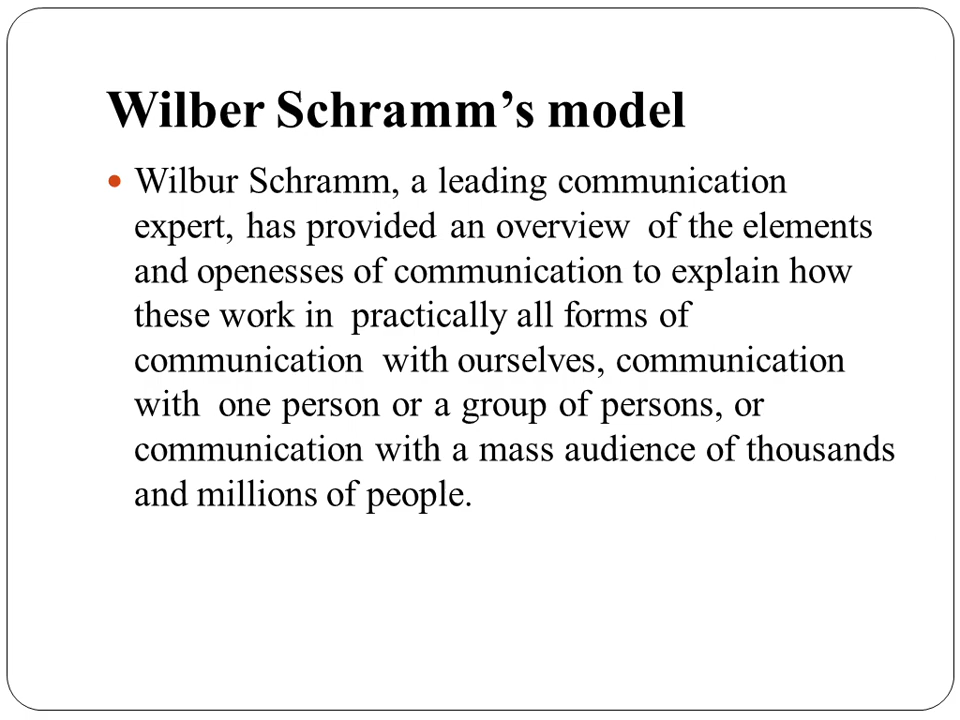 Wilber Schramm’s model
• Wilbur Schramm, a leading communication
expert, has provided an overview of the elements
and openesses of communication to explain how
these work in practically all forms of
communication with ourselves, communication
with one person or a group of persons, or
communication with a mass audience of thousands
and millions of people.